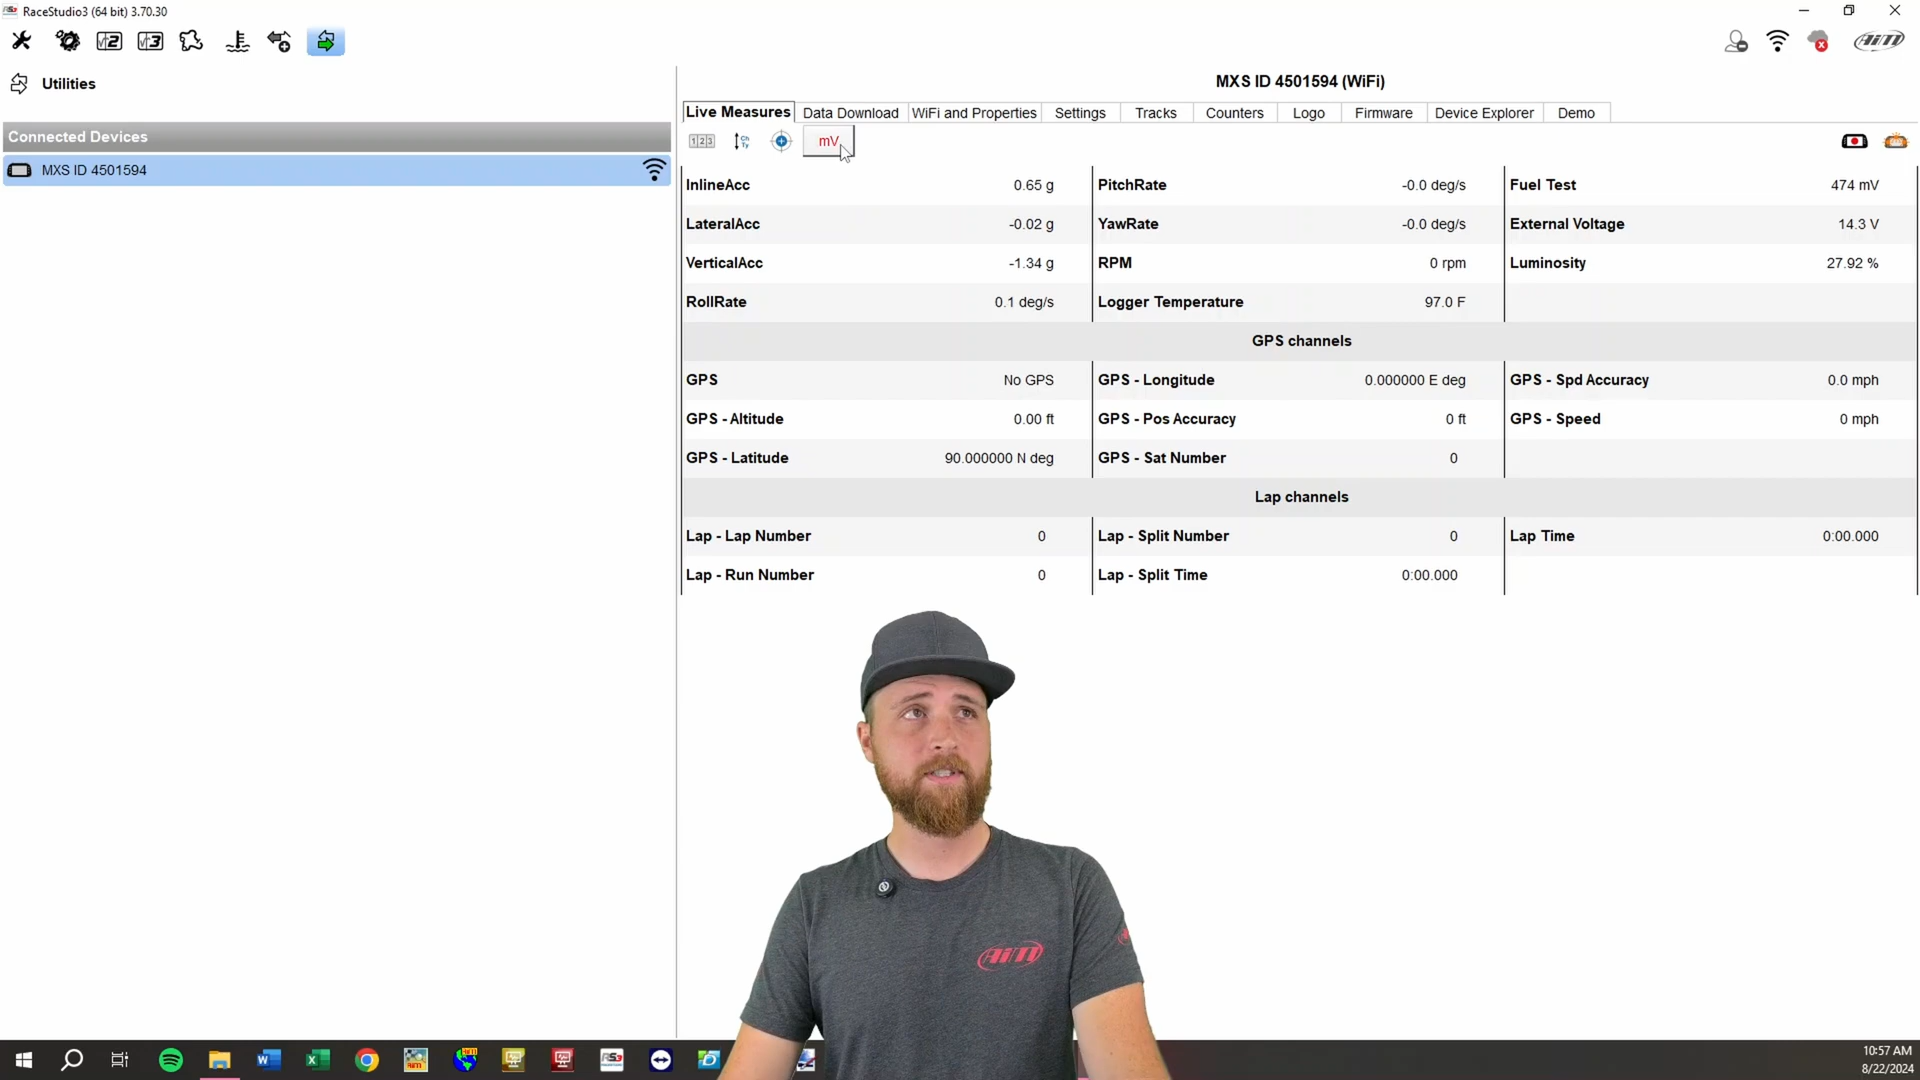 RaceStudio3 (64 bit) 3.70.30
Utilities
Connected Devices
MXS ID 4501594
MXS ID 4501594 (WiFi)
Live Measures Data Download WiFi and Properties Settings Tracks Counters Logo Firmware Device Explorer Demo
mV
InlineAcc 0.65 g PitchRate -0.0 deg/s Fuel Test 474 mV
LateralAcc -0.02 g YawRate -0.0 deg/s External Voltage 14.3 V
VerticalAcc -1.34 g RPM 0 rpm Luminosity 27.92 %
RollRate 0.1 deg/s Logger Temperature 97.0 F
GPS channels
GPS No GPS GPS - Longitude 0.000000 E deg GPS - Spd Accuracy 0.0 mph
GPS - Altitude 0.00 ft GPS - Pos Accuracy 0 ft GPS - Speed 0 mph
GPS - Latitude 90.000000 N deg GPS - Sat Number 0
Lap channels
Lap - Lap Number 0 Lap - Split Number 0 Lap Time 0:00.000
Lap - Run Number 0 Lap - Split Time 0:00.000
AiM
10:57 AM
8/22/2024